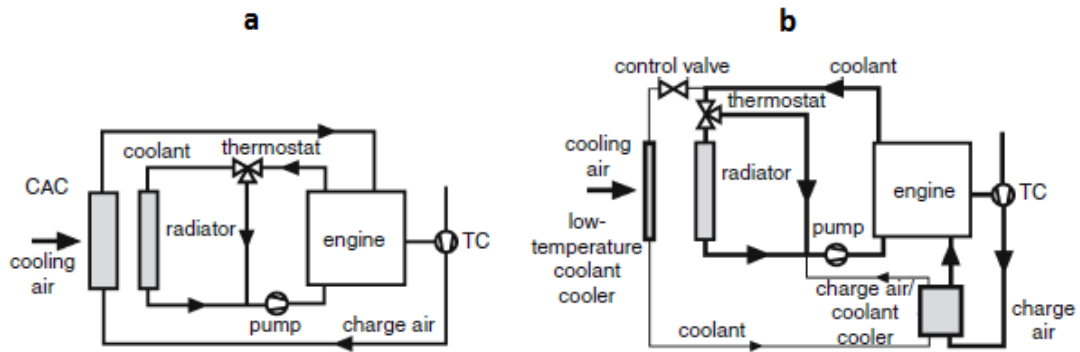 a
coolant
thermostat
CAC
radiator
engine
TC
cooling
air
pump
charge air
b
control valve
coolant
thermostat
cooling
air
radiator
engine
TC
low-
temperature
coolant
cooler
pump
charge air/
coolant
cooler
charge
air
coolant